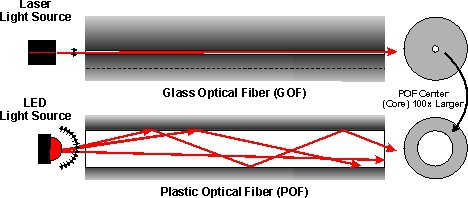 Laser
Light Source
Glass Optical Fiber (GOF)
POF Center
(Core) 100x Larger
LED
Light Source
Plastic Optical Fiber (POF)